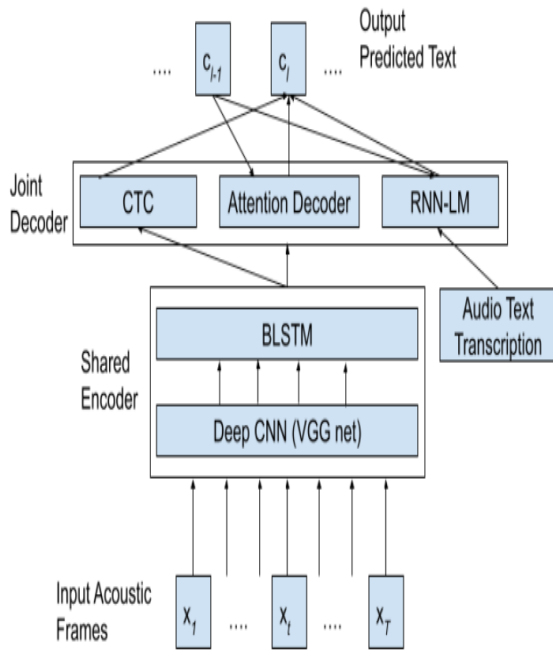 Output
Predicted Text
.... c_{l-1} c_l ....
Joint
Decoder
CTC Attention Decoder RNN-LM
Audio Text
Transcription
Shared
Encoder
BLSTM
Deep CNN (VGG net)
Input Acoustic
Frames
x_1 .... x_t .... x_T